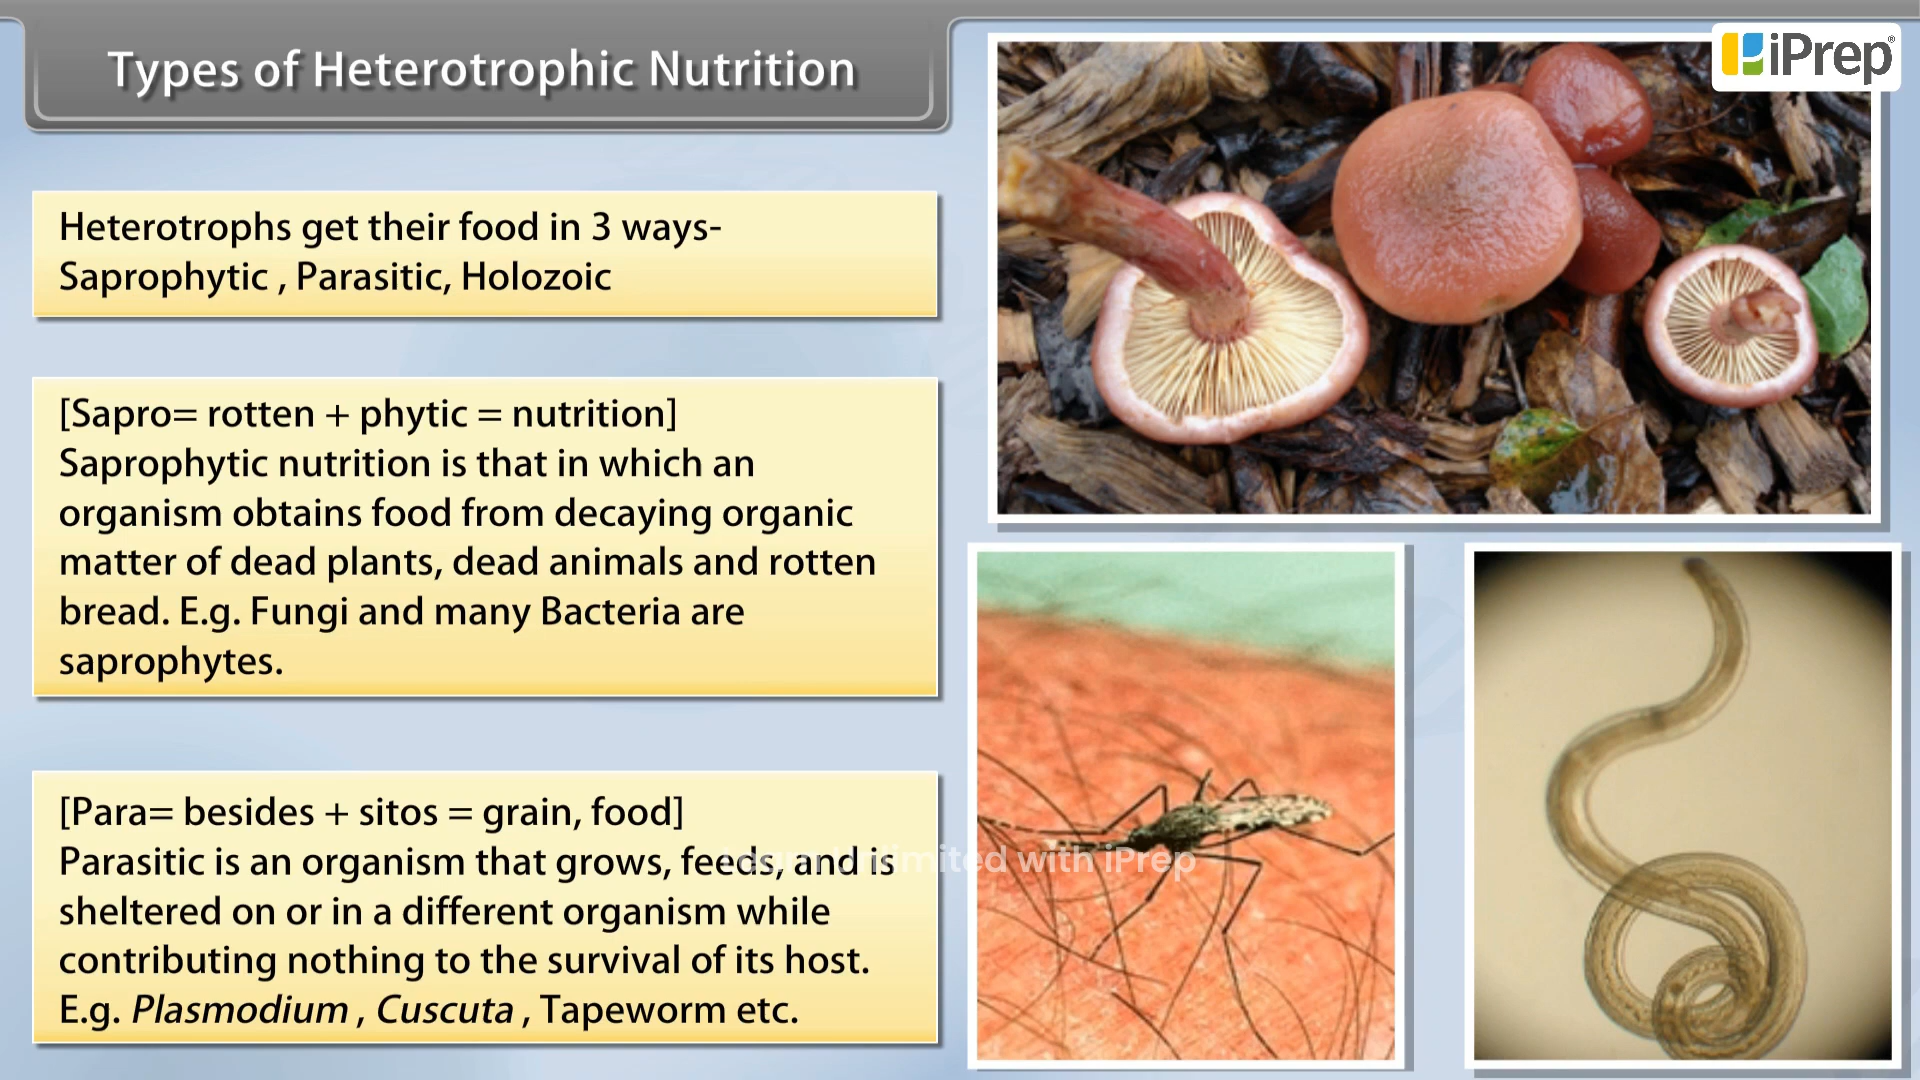 Types of Heterotrophic Nutrition
iPrep®
Heterotrophs get their food in 3 ways-
Saprophytic , Parasitic, Holozoic
[Sapro= rotten + phytic = nutrition]
Saprophytic nutrition is that in which an
organism obtains food from decaying organic
matter of dead plants, dead animals and rotten
bread. E.g. Fungi and many Bacteria are
saprophytes.
[Para= besides + sitos = grain, food]
Parasitic is an organism that grows, feeds, and is
sheltered on or in a different organism while
contributing nothing to the survival of its host.
E.g. Plasmodium , Cuscuta , Tapeworm etc.
Learn Unlimited with iPrep